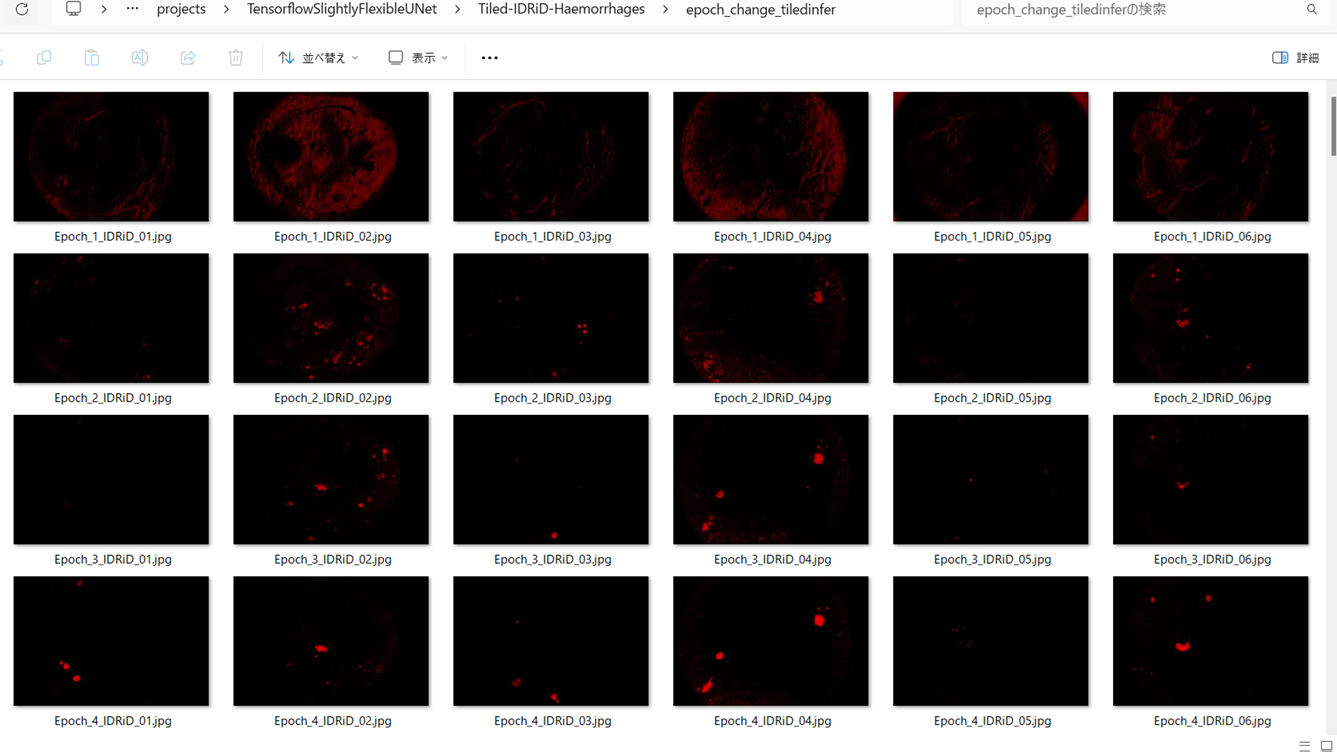 projects > TensorflowSlightlyFlexibleUNet > Tiled-IDRiD-Haemorrhages > epoch_change_tiledinfer epoch_change_tiledinferの検索
並べ替え 表示 詳細
Epoch_1_IDRiD_01.jpg Epoch_1_IDRiD_02.jpg Epoch_1_IDRiD_03.jpg Epoch_1_IDRiD_04.jpg Epoch_1_IDRiD_05.jpg Epoch_1_IDRiD_06.jpg
Epoch_2_IDRiD_01.jpg Epoch_2_IDRiD_02.jpg Epoch_2_IDRiD_03.jpg Epoch_2_IDRiD_04.jpg Epoch_2_IDRiD_05.jpg Epoch_2_IDRiD_06.jpg
Epoch_3_IDRiD_01.jpg Epoch_3_IDRiD_02.jpg Epoch_3_IDRiD_03.jpg Epoch_3_IDRiD_04.jpg Epoch_3_IDRiD_05.jpg Epoch_3_IDRiD_06.jpg
Epoch_4_IDRiD_01.jpg Epoch_4_IDRiD_02.jpg Epoch_4_IDRiD_03.jpg Epoch_4_IDRiD_04.jpg Epoch_4_IDRiD_05.jpg Epoch_4_IDRiD_06.jpg